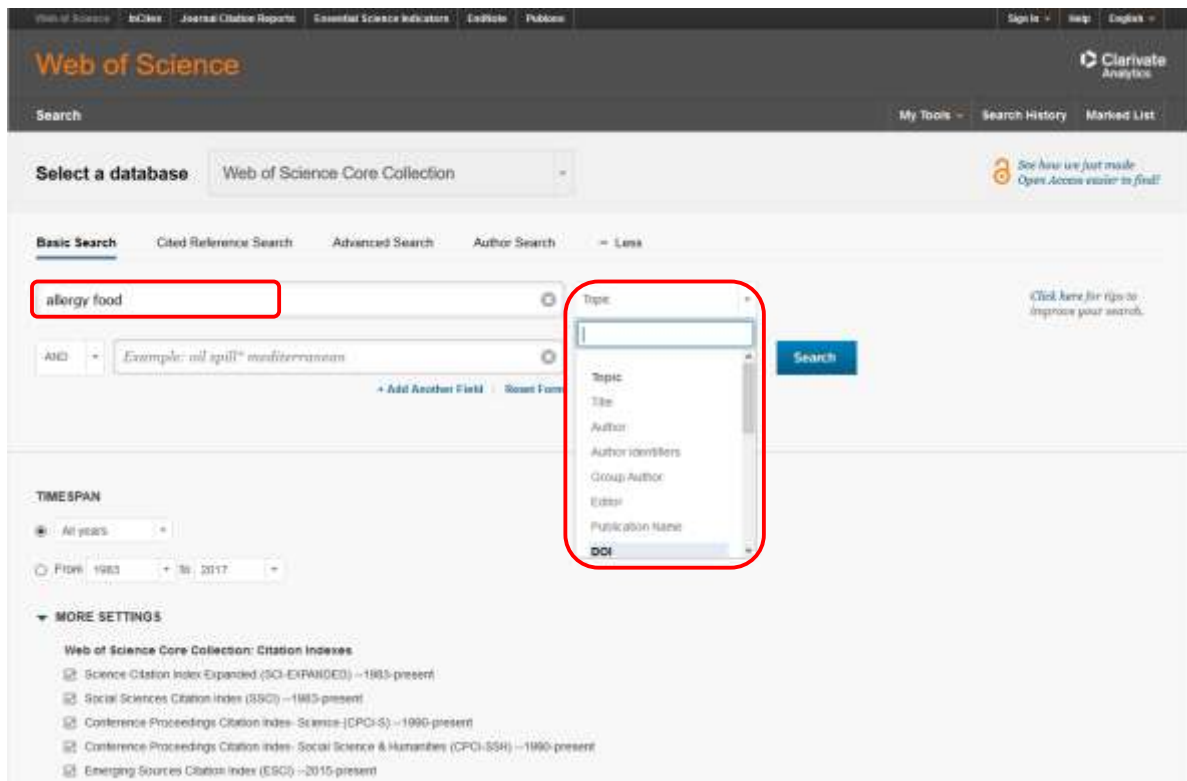 Web of Science InCites Journal Citation Reports Essential Science Indicators EndNote Publons Sign In Help English
Web of Science
Clarivate
Analytics
Search My Tools Search History Marked List
Select a database Web of Science Core Collection
See how we just made
Open Access easier to find!
Basic Search Cited Reference Search Advanced Search Author Search - Less
allergy food Topic
Click here for tips to
improve your search.
AND Example: oil spill* mediterranean Search
+ Add Another Field | Reset Form
Topic
Title
Author
Author Identifiers
Group Author
Editor
Publication Name
DOI
TIMESPAN
All years
From 1983 to 2017
MORE SETTINGS
Web of Science Core Collection: Citation Indexes
Science Citation Index Expanded (SCI-EXPANDED) --1983-present
Social Sciences Citation Index (SSCI) --1983-present
Conference Proceedings Citation Index- Science (CPCI-S) --1990-present
Conference Proceedings Citation Index- Social Science & Humanities (CPCI-SSH) --1990-present
Emerging Sources Citation Index (ESCI) --2015-present